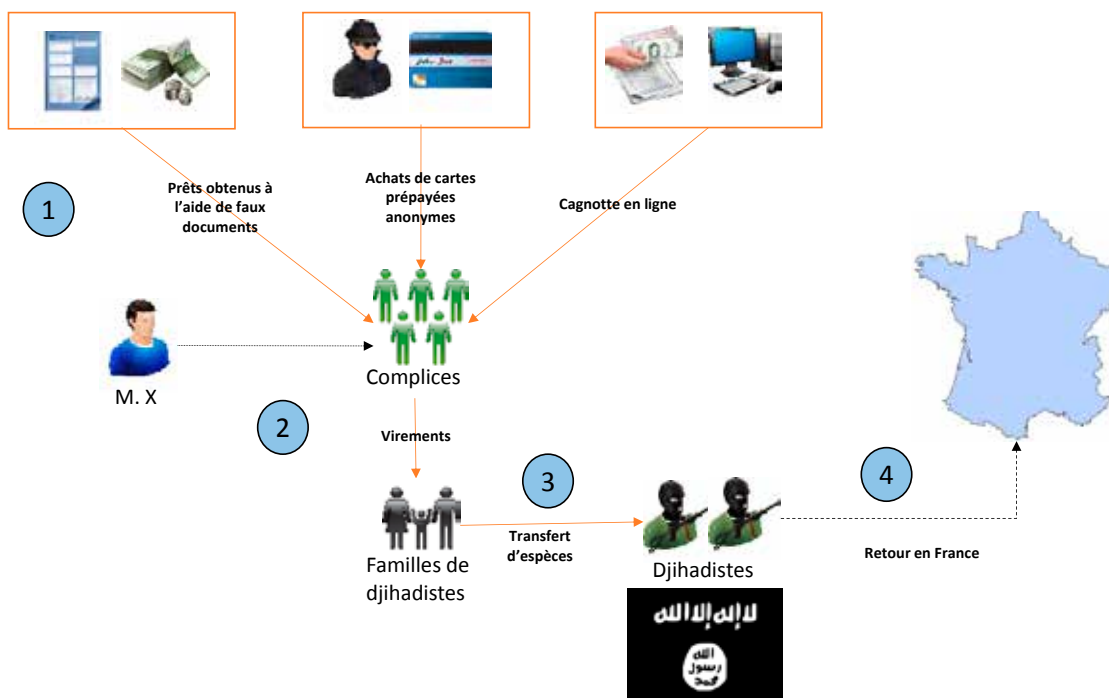 Prêts obtenus à
l'aide de faux
documents
Achats de cartes
prépayées
anonymes
Cagnotte en ligne
1
M. X
Complices
2
Virements
3
4
Transfert
d'espèces
Retour en France
Familles de
djihadistes
Djihadistes
لا إله إلا الله
الله
رسول
محمد